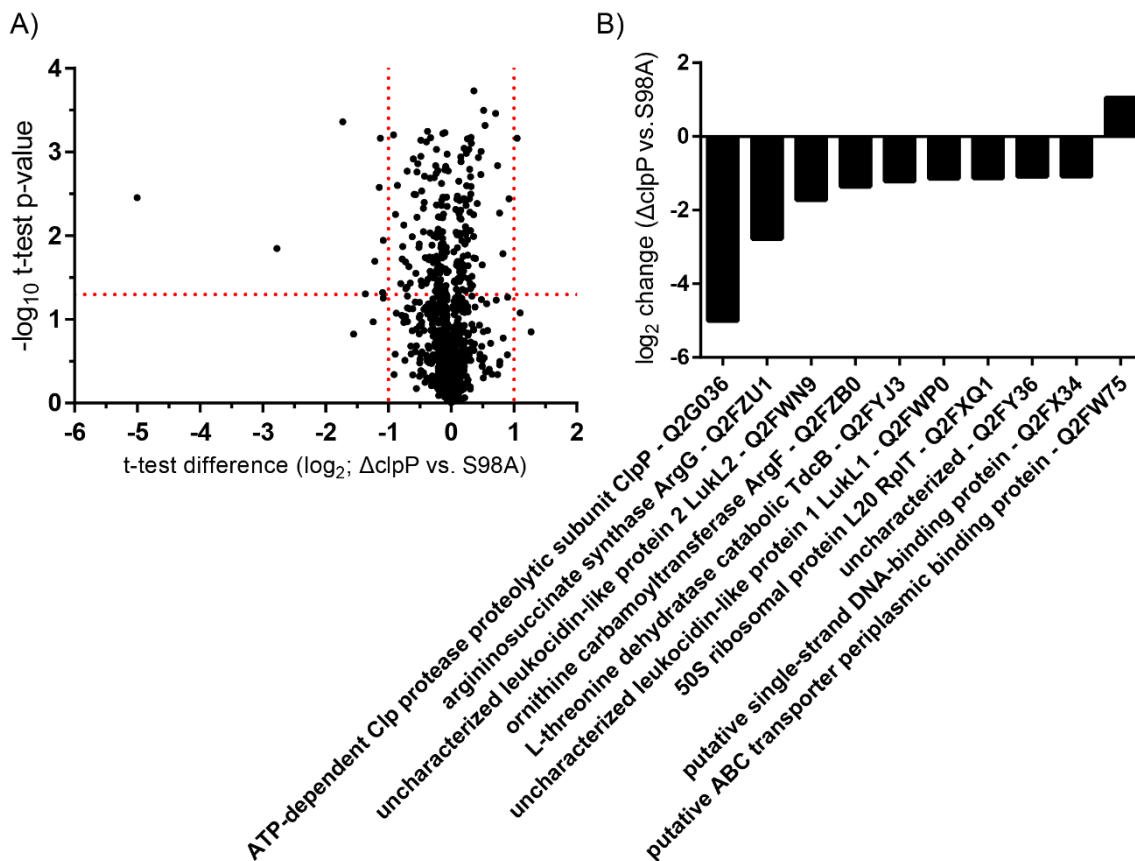 A)
-log10 t-test p-value
4
3
2
1
0
-6 -5 -4 -3 -2 -1 0 1 2
t-test difference (log2; ΔclpP vs. S98A)
B)
log2 change (ΔclpP vs. S98A)
2
0
-2
-4
-6
ATP-dependent Clp protease proteolytic subunit ClpP - Q2G036
argininosuccinate synthase ArgG - Q2FZU1
uncharacterized leukocidin-like protein 2 LukL2 - Q2FWN9
ornithine carbamoyltransferase ArgF - Q2FZB0
L-threonine dehydratase catabolic TdcB - Q2FYJ3
uncharacterized leukocidin-like protein 1 LukL1 - Q2FWP0
50S ribosomal protein L20 RplT - Q2FXQ1
uncharacterized - Q2FY36
putative single-strand DNA-binding protein - Q2FX34
putative ABC transporter periplasmic binding protein - Q2FW75